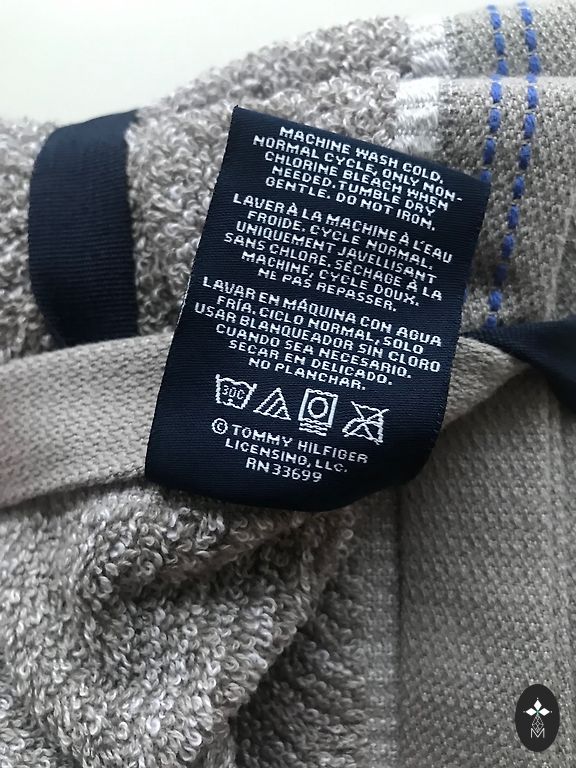 MACHINE WASH COLD.
NORMAL CYCLE, ONLY NON-
CHLORINE BLEACH WHEN
NEEDED. TUMBLE DRY
GENTLE. DO NOT IRON.
LAVER À LA MACHINE À L'EAU
FROIDE. CYCLE NORMAL.
UNIQUEMENT JAVELLISANT
SANS CHLORE. SÉCHAGE À LA
MACHINE, CYCLE DOUX.
NE PAS REPASSER.
LAVAR EN MÁQUINA CON AGUA
FRÍA. CICLO NORMAL, SOLO
USAR BLANQUEADOR SIN CLORO
CUANDO SEA NECESARIO.
SECAR EN DELICADO.
NO PLANCHAR.
30C
© TOMMY HILFIGER
LICENSING, LLC.
RN 33699
M